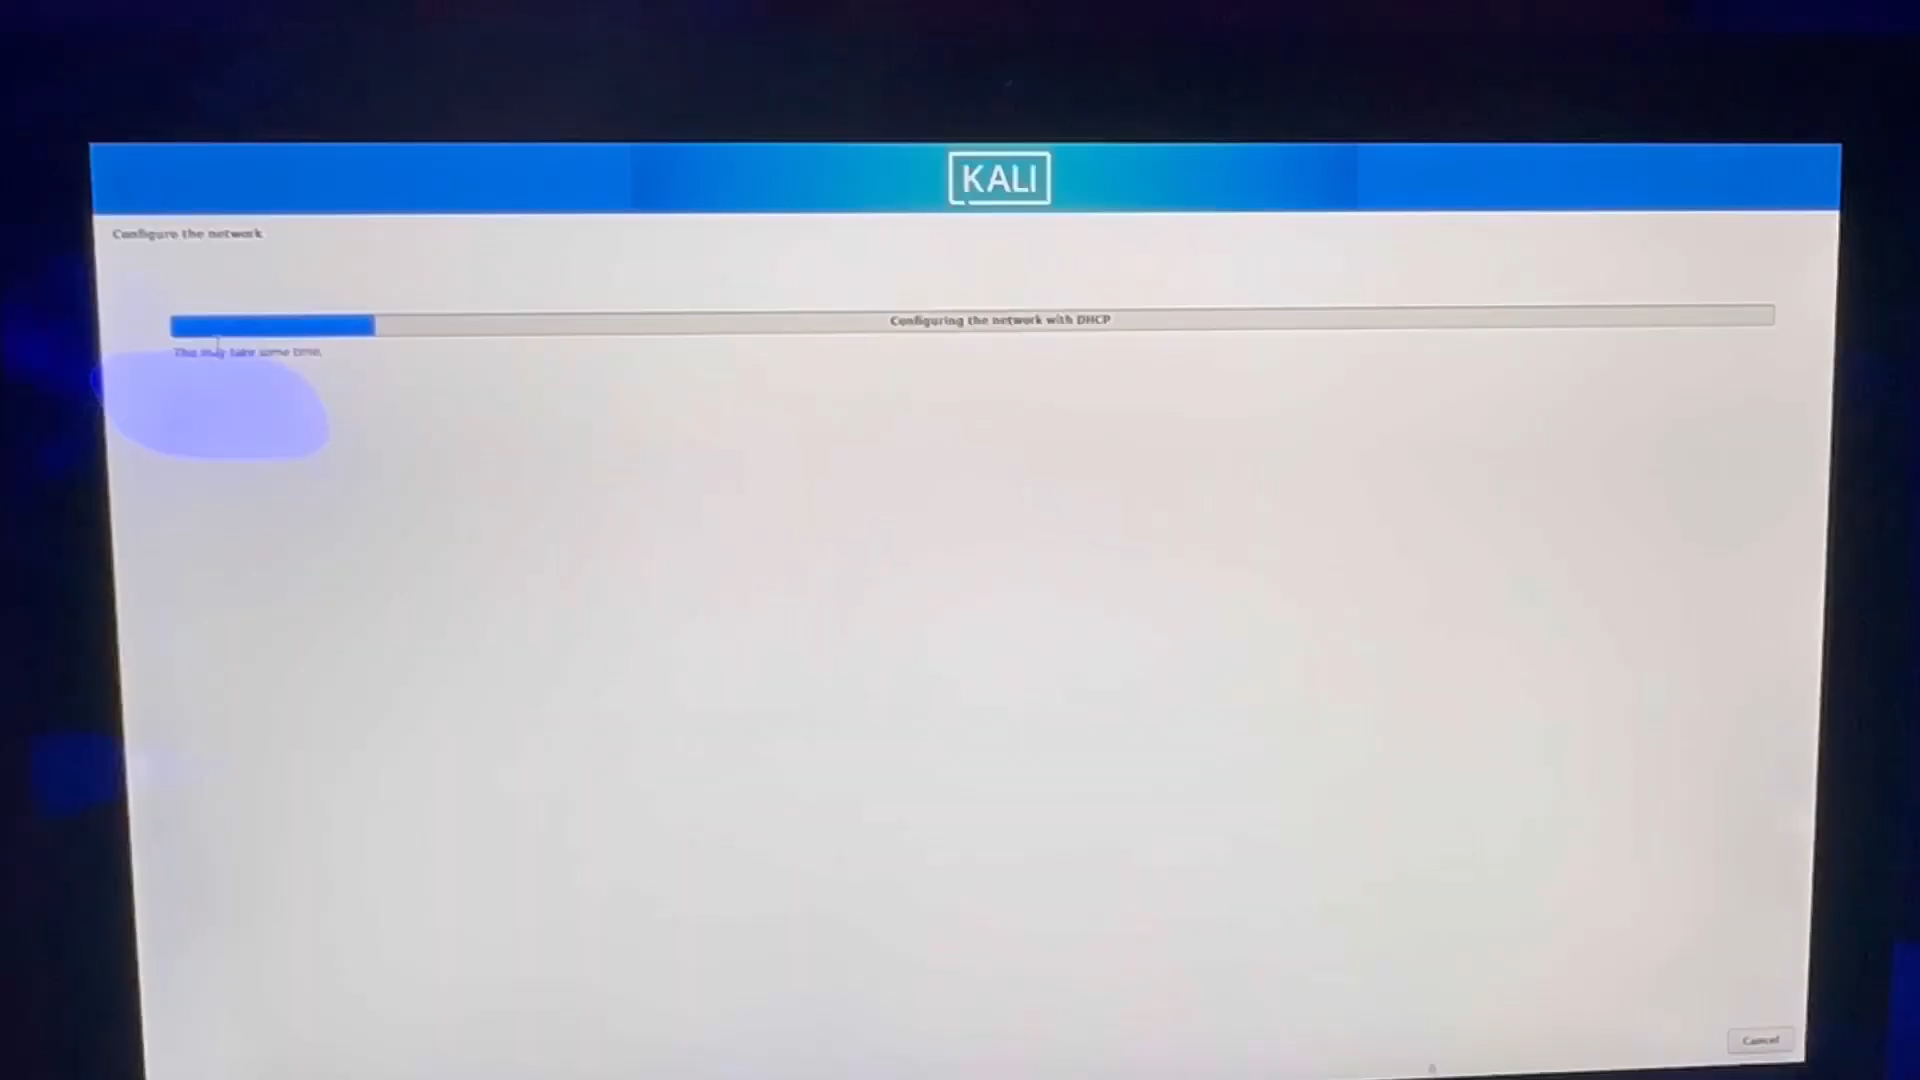 KALI
Configure the network
Configuring the network with DHCP
This may take some time.
Cancel